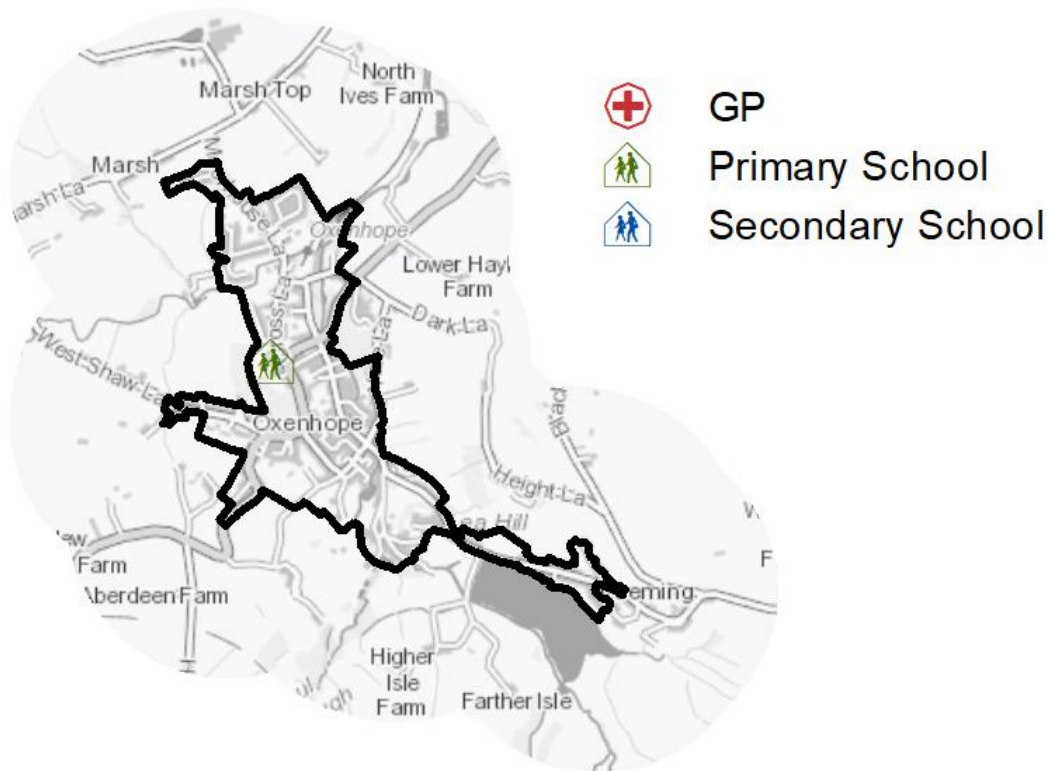 North
Ives Farm
Marsh Top
Marsh
Oxenhope
Lower
Farm
Dark La
West Shaw La
Oxenhope
Height La
Hill
Farm
Aberdeen Farm
Higher
Isle
Farm
Farther Isle
GP
Primary School
Secondary School